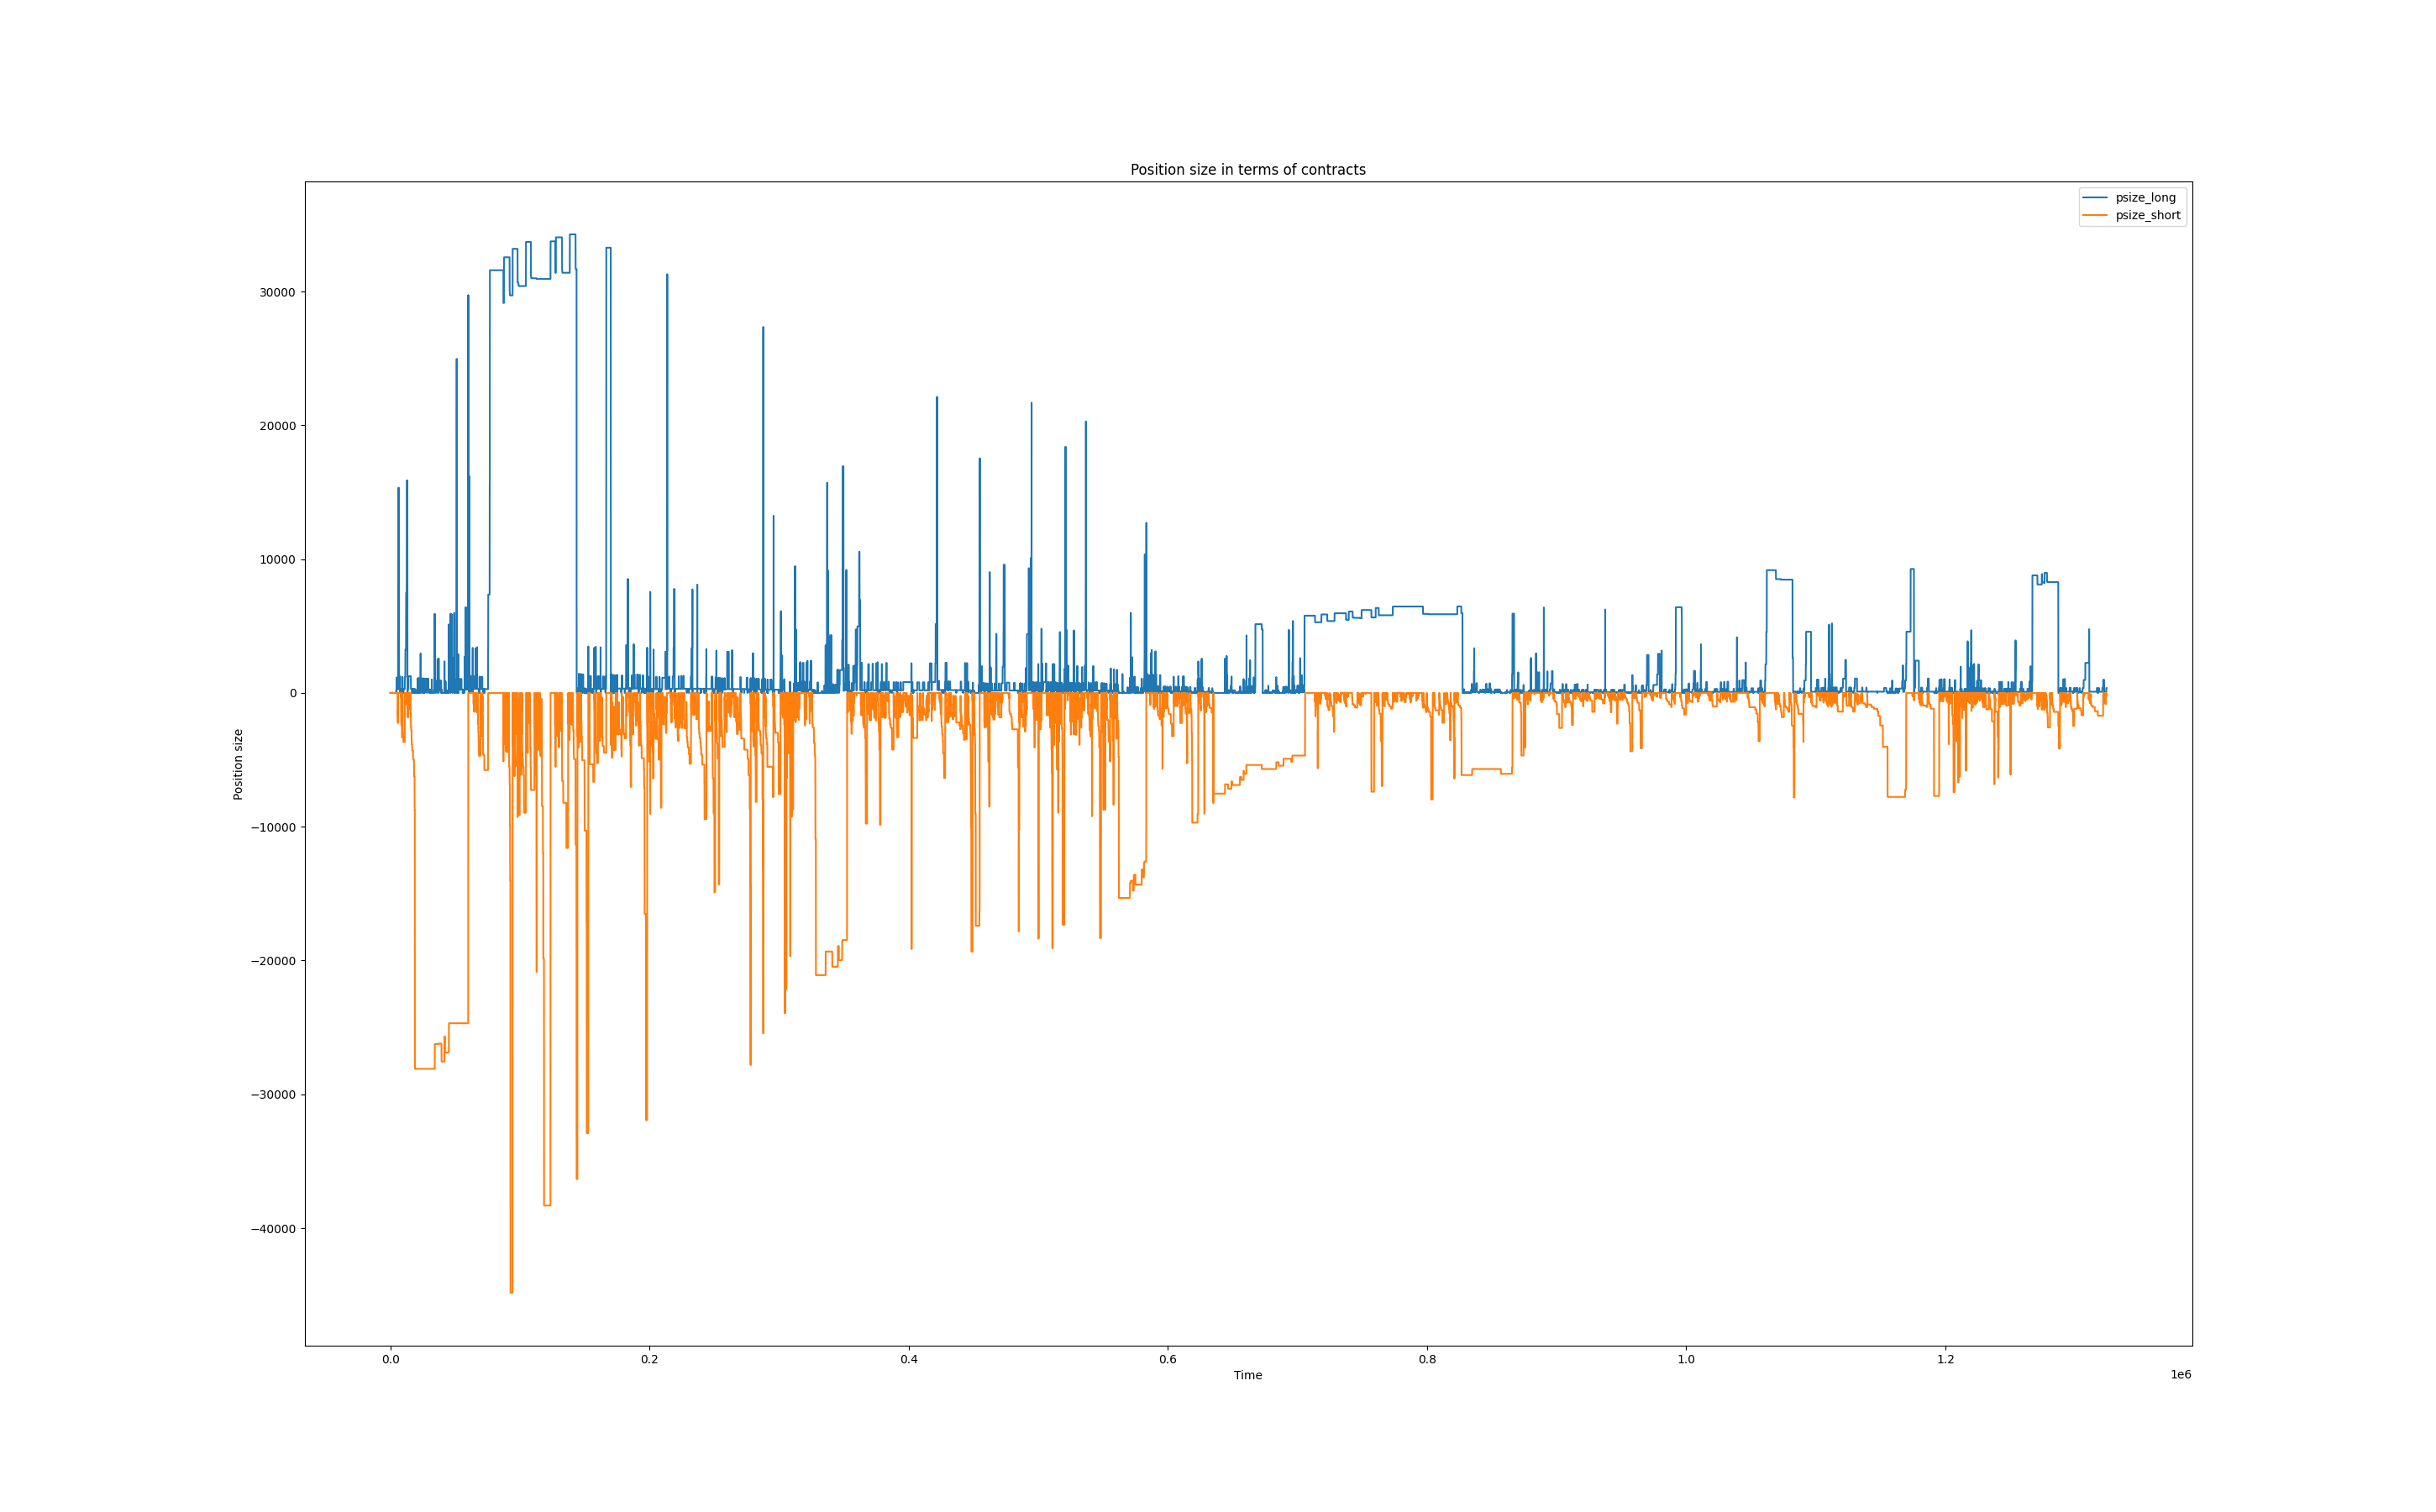 Position size in terms of contracts
psize_long
psize_short
30000
20000
10000
0
−10000
−20000
−30000
−40000
Position size
0.0
0.2
0.4
0.6
0.8
1.0
1.2
1e6
Time